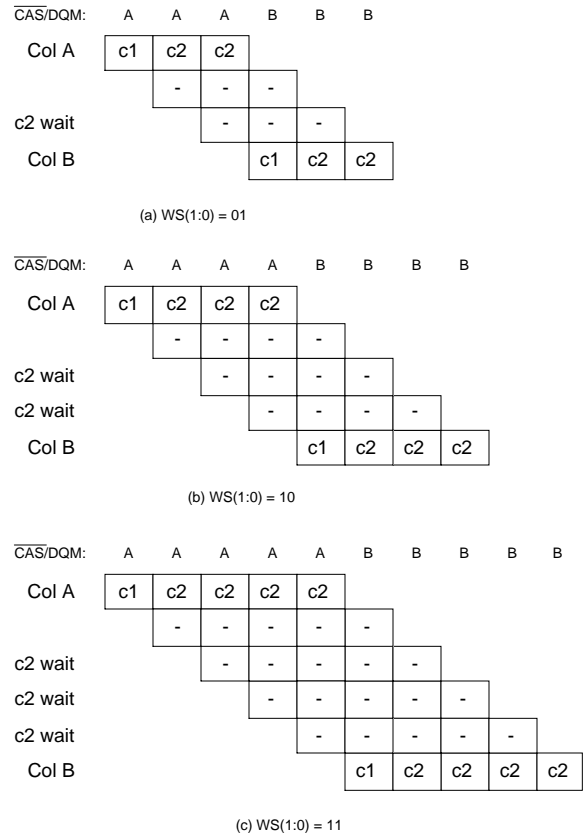 CAS/DQM: A A A B B B
Col A c1 c2 c2
- - -
c2 wait - - -
Col B c1 c2 c2
(a) WS(1:0) = 01
CAS/DQM: A A A A B B B B
Col A c1 c2 c2 c2
- - - -
c2 wait - - - -
c2 wait - - - -
Col B c1 c2 c2 c2
(b) WS(1:0) = 10
CAS/DQM: A A A A A B B B B B
Col A c1 c2 c2 c2 c2
- - - - -
c2 wait - - - - -
c2 wait - - - - -
c2 wait - - - - -
Col B c1 c2 c2 c2 c2
(c) WS(1:0) = 11